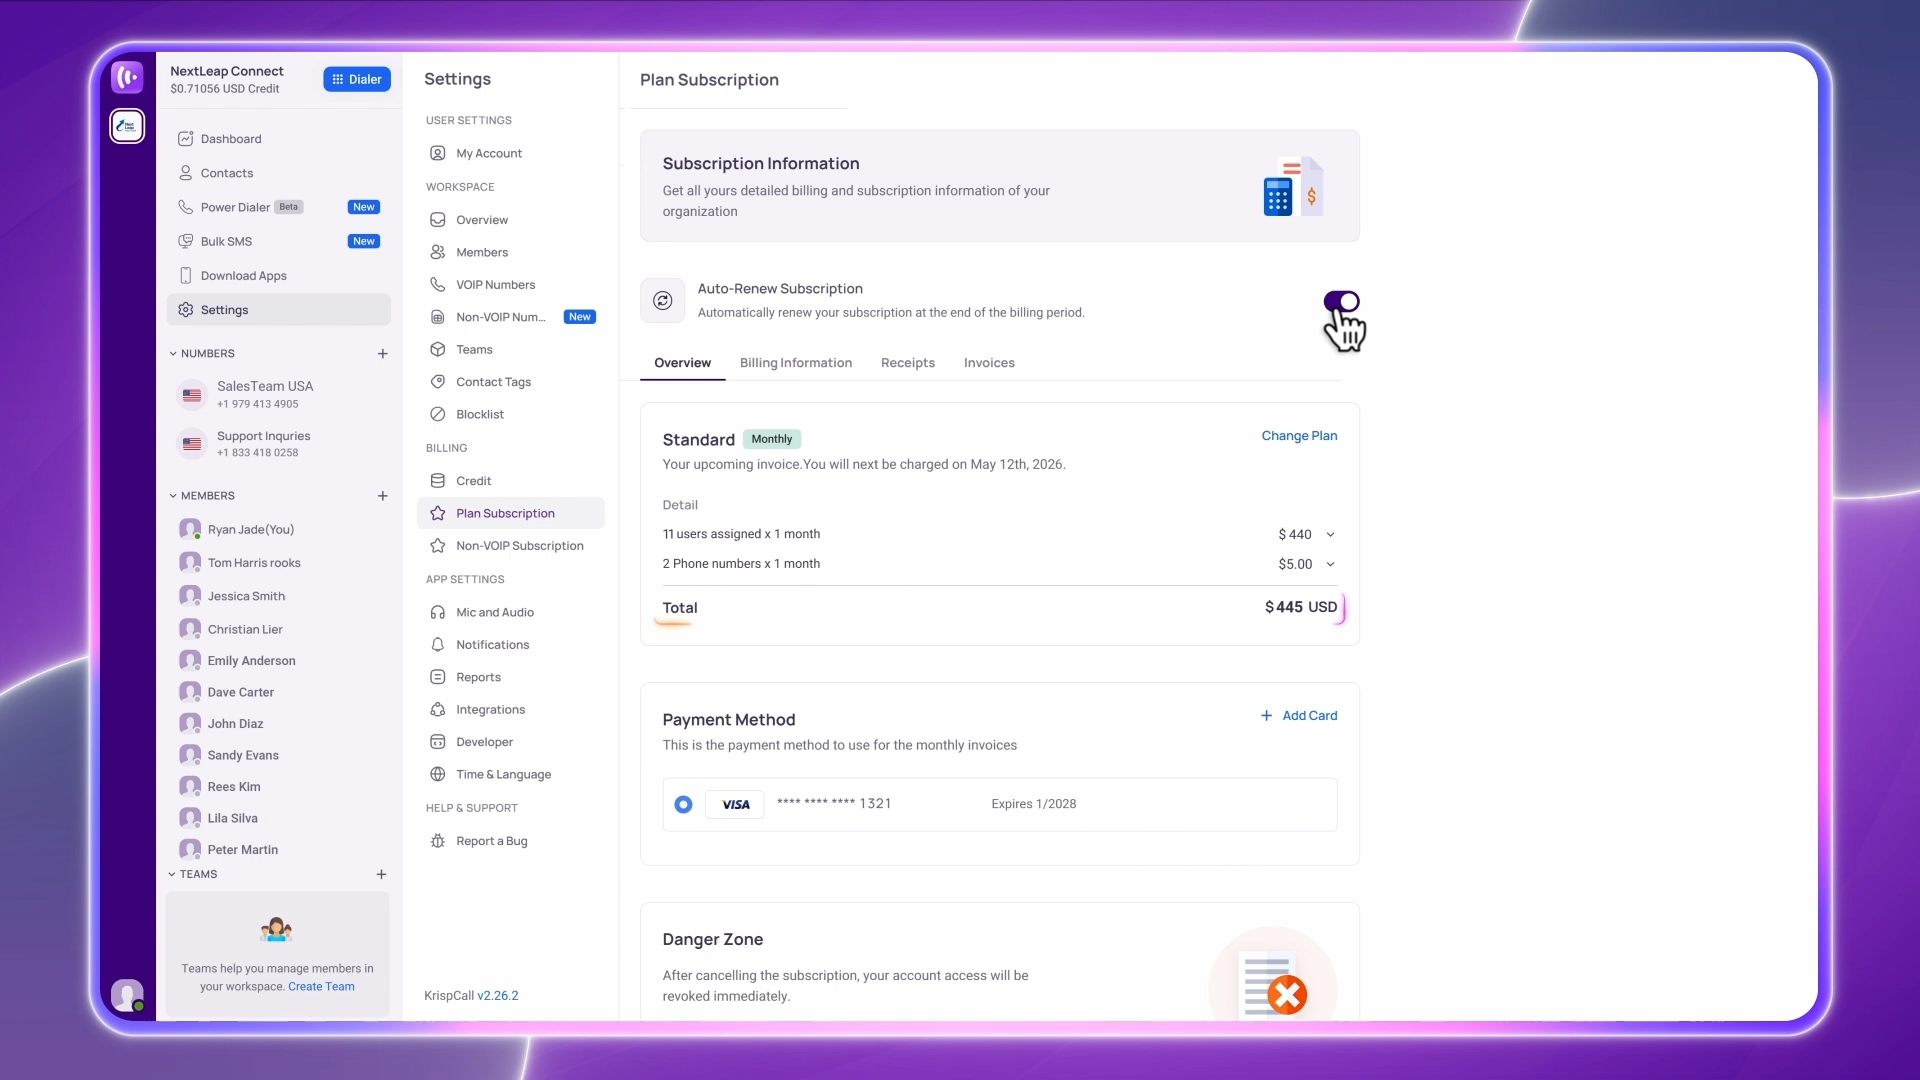 NextLeap Connect
$0.71056 USD Credit
Dialer
Dashboard
Contacts
Power Dialer Beta New
Bulk SMS New
Download Apps
Settings
NUMBERS
SalesTeam USA
+1 979 413 4905
Support Inquries
+1 833 418 0258
MEMBERS
Ryan Jade(You)
Tom Harris rooks
Jessica Smith
Christian Lier
Emily Anderson
Dave Carter
John Diaz
Sandy Evans
Rees Kim
Lila Silva
Peter Martin
TEAMS
Teams help you manage members in
your workspace. Create Team
Settings
USER SETTINGS
My Account
WORKSPACE
Overview
Members
VOIP Numbers
Non-VOIP Num... New
Teams
Contact Tags
Blocklist
BILLING
Credit
Plan Subscription
Non-VOIP Subscription
APP SETTINGS
Mic and Audio
Notifications
Reports
Integrations
Developer
Time & Language
HELP & SUPPORT
Report a Bug
KrispCall v2.26.2
Plan Subscription
Subscription Information
Get all yours detailed billing and subscription information of your
organization
Auto-Renew Subscription
Automatically renew your subscription at the end of the billing period.
Overview Billing Information Receipts Invoices
Standard Monthly Change Plan
Your upcoming invoice.You will next be charged on May 12th, 2026.
Detail
11 users assigned x 1 month $ 440
2 Phone numbers x 1 month $5.00
Total $ 445 USD
Payment Method + Add Card
This is the payment method to use for the monthly invoices
VISA **** **** **** 1321 Expires 1/2028
Danger Zone
After cancelling the subscription, your account access will be
revoked immediately.